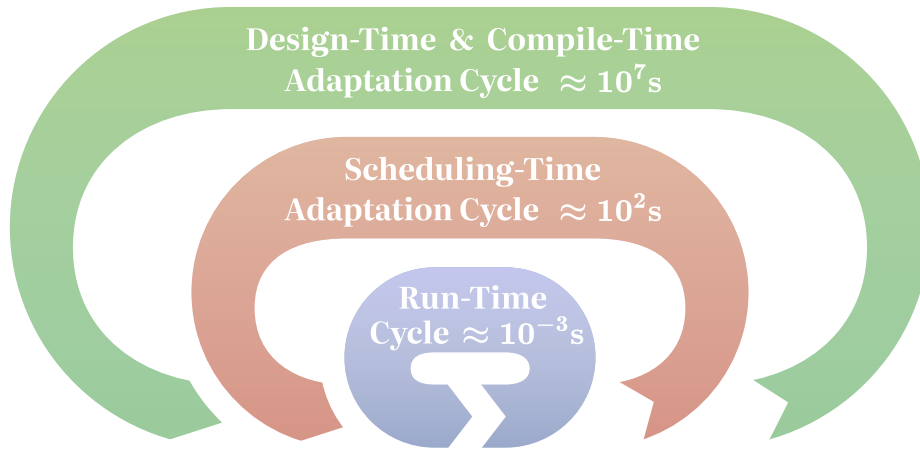 Design-Time & Compile-Time
Adaptation Cycle ≈ 10⁷s
Scheduling-Time
Adaptation Cycle ≈ 10²s
Run-Time
Cycle ≈ 10⁻³s